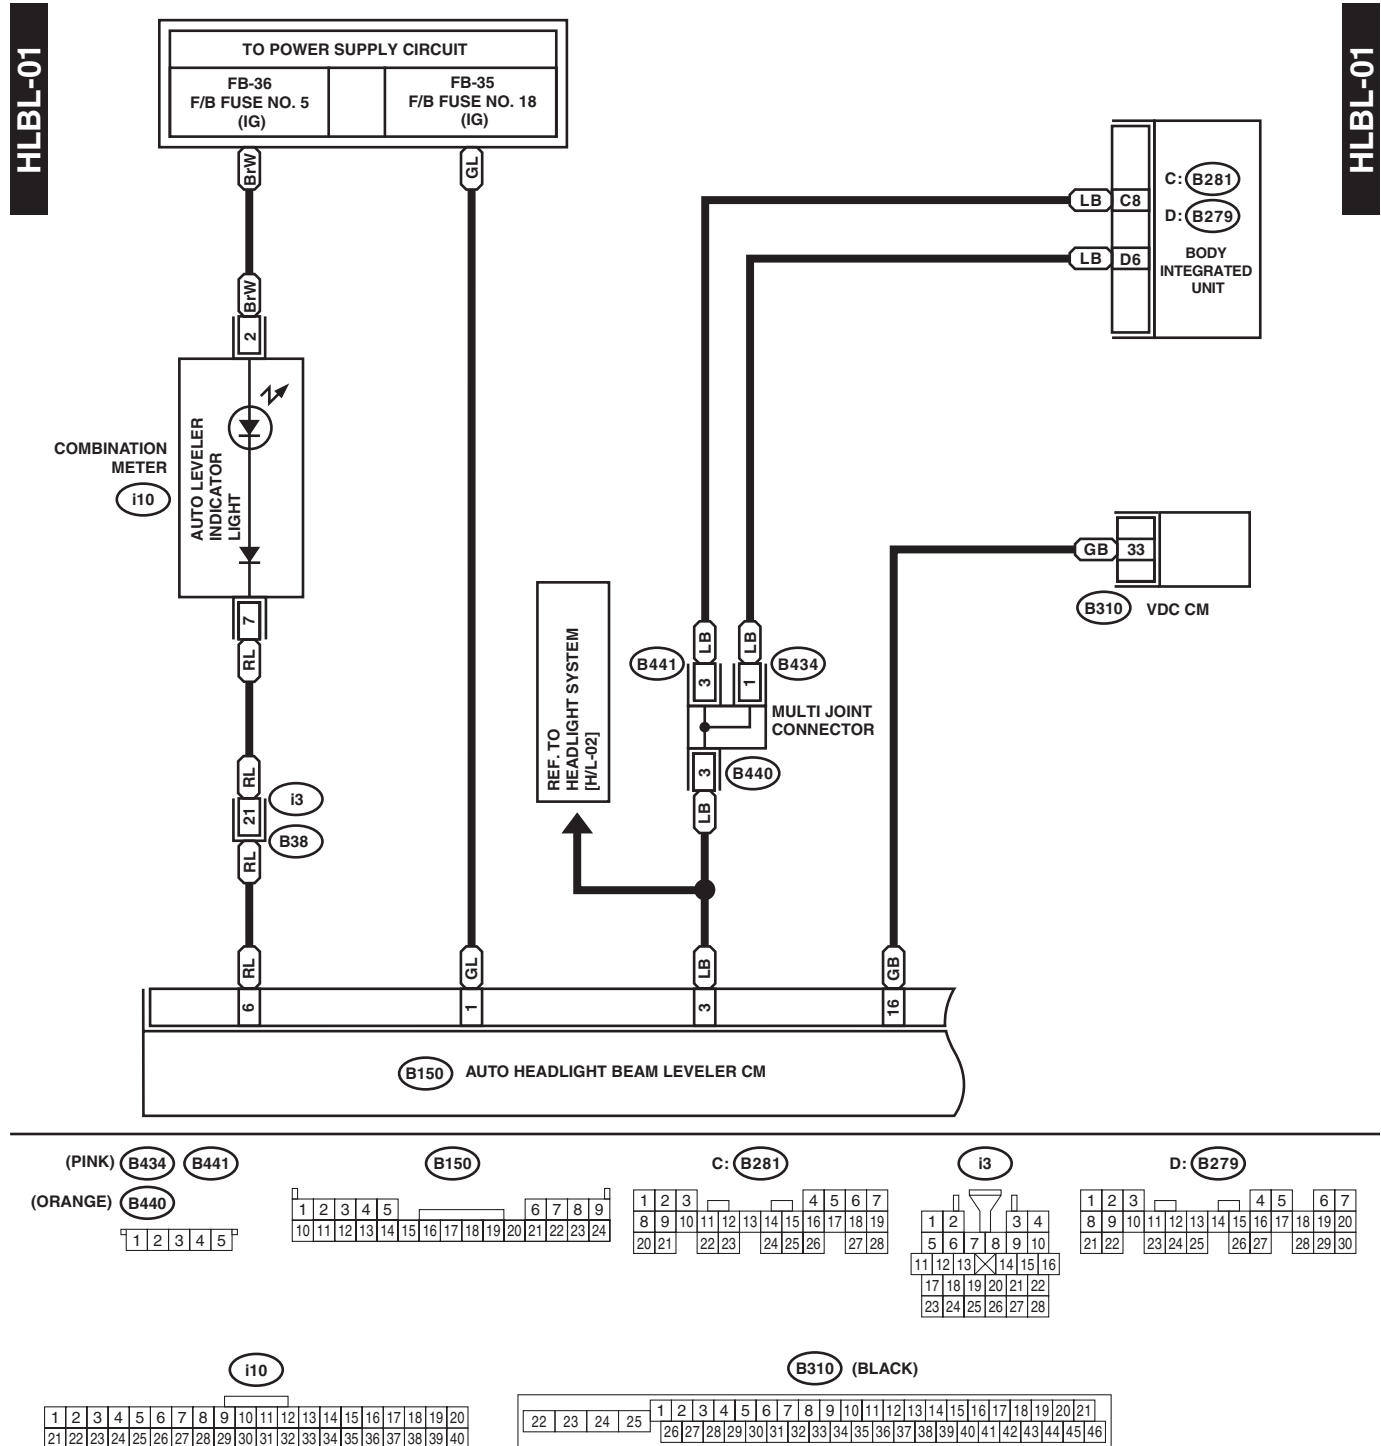 HLBL-01
HLBL-01
TO POWER SUPPLY CIRCUIT
FB-36
F/B FUSE NO. 5
(IG)
FB-35
F/B FUSE NO. 18
(IG)
BrW
GL
BrW
2
COMBINATION
METER
i10
AUTO LEVELER
INDICATOR
LIGHT
7
RL
RL
21
i3
B38
RL
RL
6
GL
1
REF. TO
HEADLIGHT SYSTEM
[H/L-02]
LB
C8
LB
D6
C: B281
D: B279
BODY
INTEGRATED
UNIT
GB
33
B310
VDC CM
LB
LB
B441
3
1
B434
MULTI JOINT
CONNECTOR
3
B440
LB
LB
3
GB
16
B150 AUTO HEADLIGHT BEAM LEVELER CM
(PINK) B434 B441
(ORANGE) B440
1 2 3 4 5
B150
1 2 3 4 5 6 7 8 9
10 11 12 13 14 15 16 17 18 19 20 21 22 23 24
C: B281
1 2 3 4 5 6 7
8 9 10 11 12 13 14 15 16 17 18 19
20 21 22 23 24 25 26 27 28
i3
1 2 3 4
5 6 7 8 9 10
11 12 13 14 15 16
17 18 19 20 21 22
23 24 25 26 27 28
D: B279
1 2 3 4 5 6 7
8 9 10 11 12 13 14 15 16 17 18 19 20
21 22 23 24 25 26 27 28 29 30
i10
1 2 3 4 5 6 7 8 9 10 11 12 13 14 15 16 17 18 19 20
21 22 23 24 25 26 27 28 29 30 31 32 33 34 35 36 37 38 39 40
B310 (BLACK)
22 23 24 25
1 2 3 4 5 6 7 8 9 10 11 12 13 14 15 16 17 18 19 20 21
26 27 28 29 30 31 32 33 34 35 36 37 38 39 40 41 42 43 44 45 46